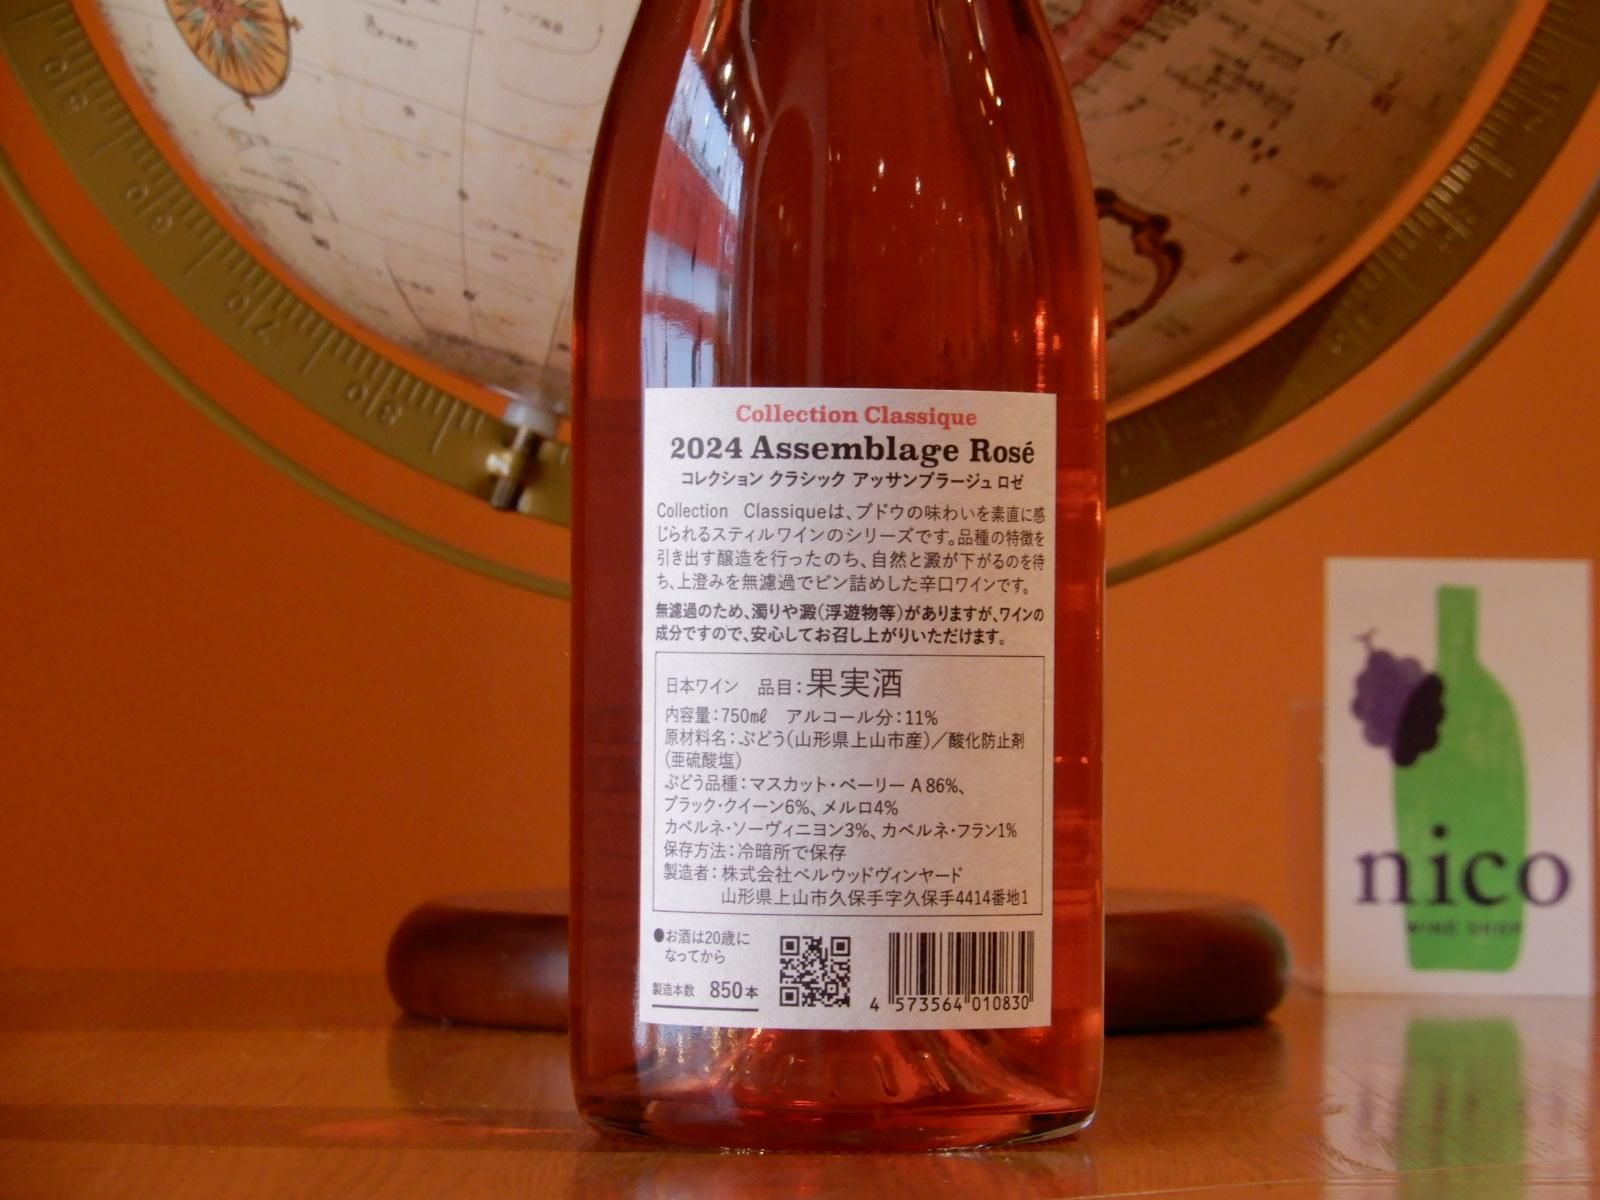 Collection Classique
2024 Assemblage Rosé
コレクション クラシック アッサンブラージュ ロゼ
Collection Classiqueは、ブドウの味わいを素直に感
じられるスティルワインのシリーズです。品種の特徴を
引き出す醸造を行ったのち、自然と澱が下がるのを待
ち、上澄みを無濾過でビン詰めした辛口ワインです。
無濾過のため、濁りや澱(浮遊物等)がありますが、ワインの
成分ですので、安心してお召し上がりいただけます。
日本ワイン 品目:果実酒
内容量:750㎖ アルコール分:11%
原材料名:ぶどう(山形県上山市産)/酸化防止剤
(亜硫酸塩)
ぶどう品種:マスカット・ベーリー A 86%、
ブラック・クイーン6%、メルロ4%
カベルネ・ソーヴィニヨン3%、カベルネ・フラン1%
保存方法:冷暗所で保存
製造者:株式会社ベルウッドヴィンヤード
山形県上山市久保手字久保手4414番地1
●お酒は20歳に
なってから
製造本数 850本
4 573564 010830
nico
WINE SHOP